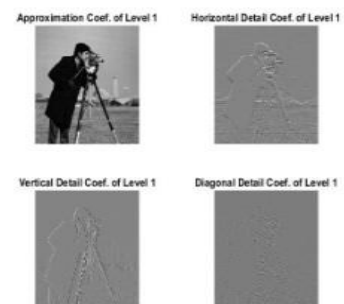 Approximation Coef. of Level 1
Horizontal Detail Coef. of Level 1
Vertical Detail Coef. of Level 1
Diagonal Detail Coef. of Level 1